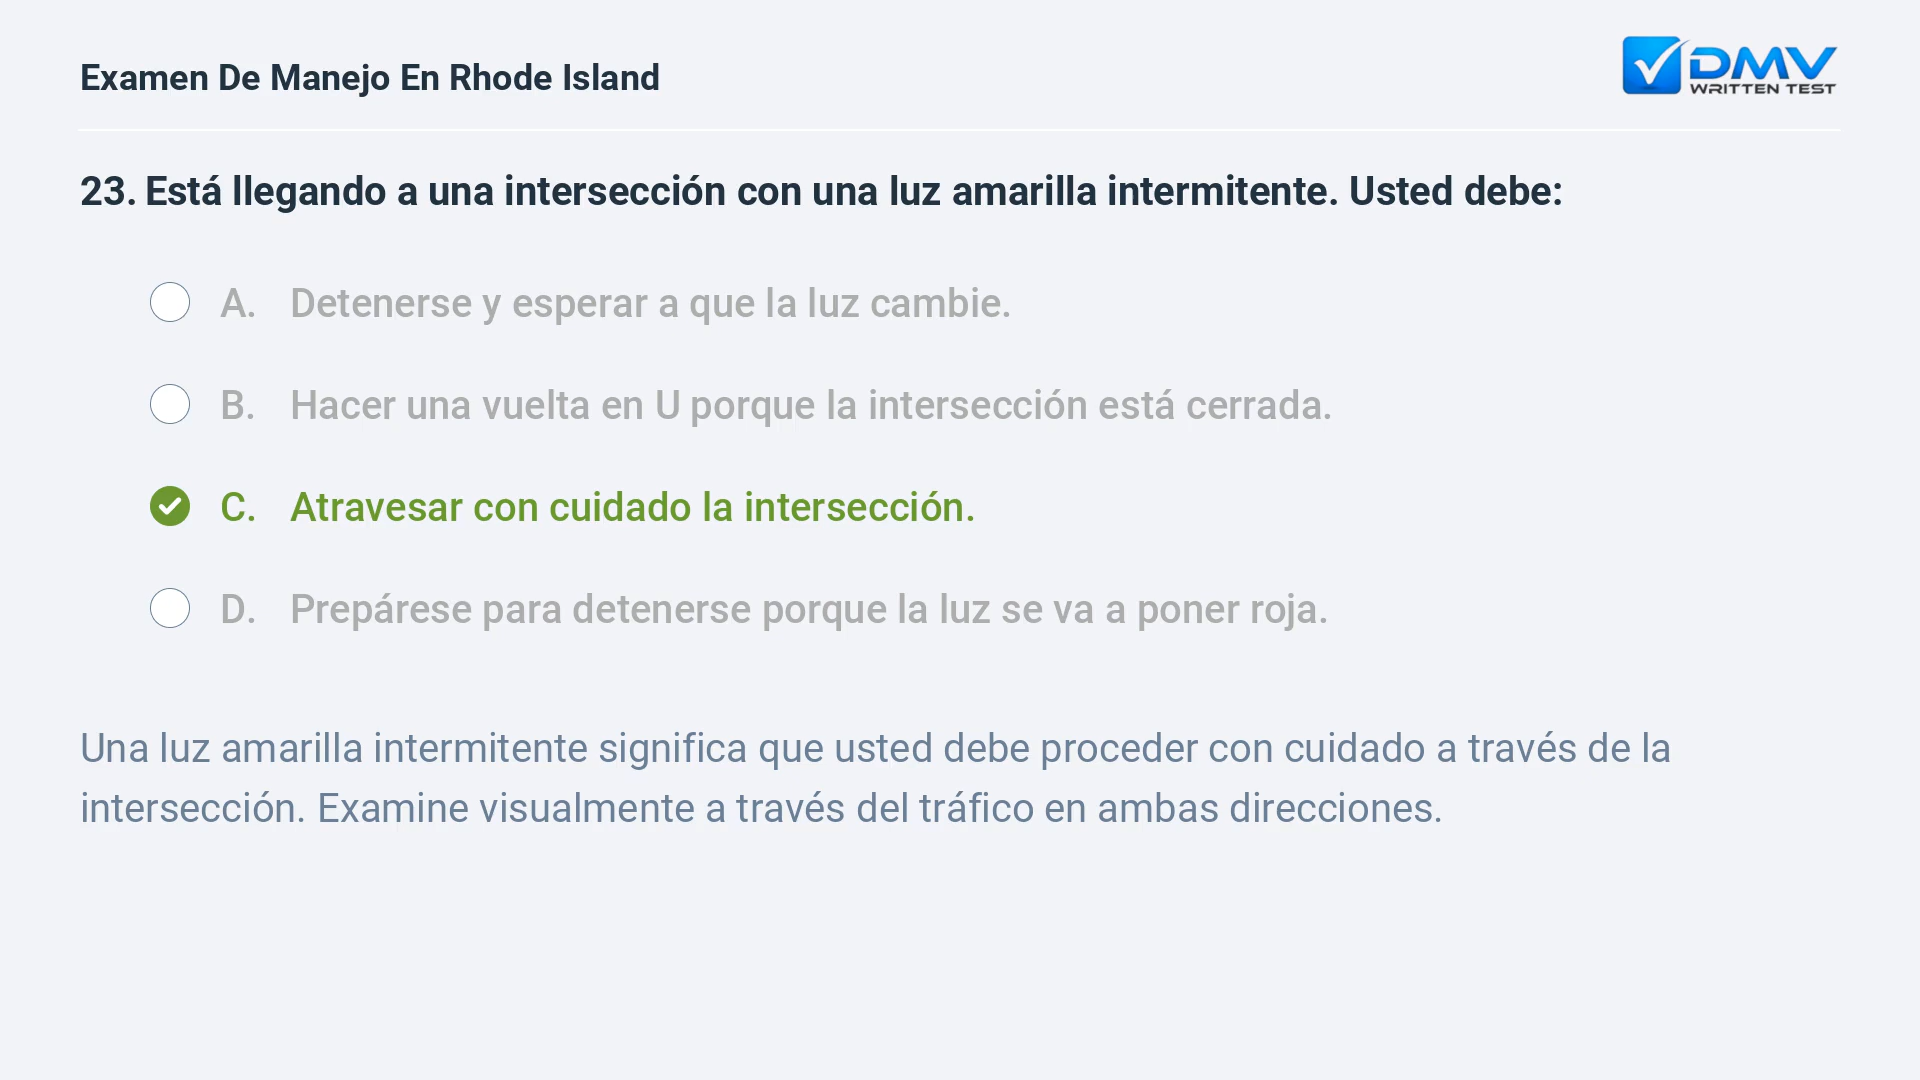 Examen De Manejo En Rhode Island
DMV
WRITTEN TEST
23. Está llegando a una intersección con una luz amarilla intermitente. Usted debe:
A. Detenerse y esperar a que la luz cambie.
B. Hacer una vuelta en U porque la intersección está cerrada.
C. Atravesar con cuidado la intersección.
D. Prepárese para detenerse porque la luz se va a poner roja.
Una luz amarilla intermitente significa que usted debe proceder con cuidado a través de la
intersección. Examine visualmente a través del tráfico en ambas direcciones.